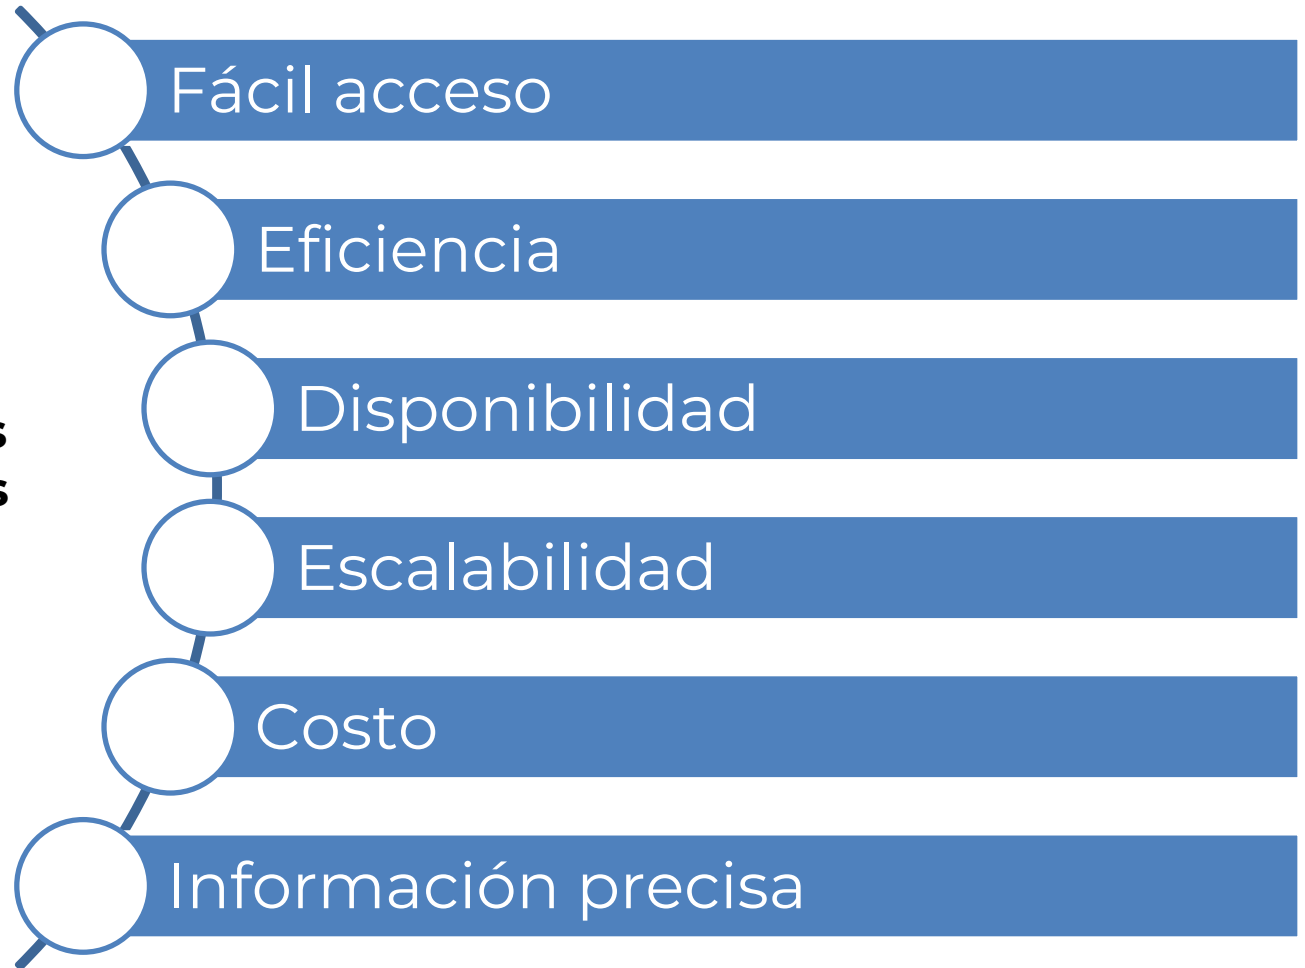 Fácil acceso
Eficiencia
Disponibilidad
Escalabilidad
Costo
Información precisa